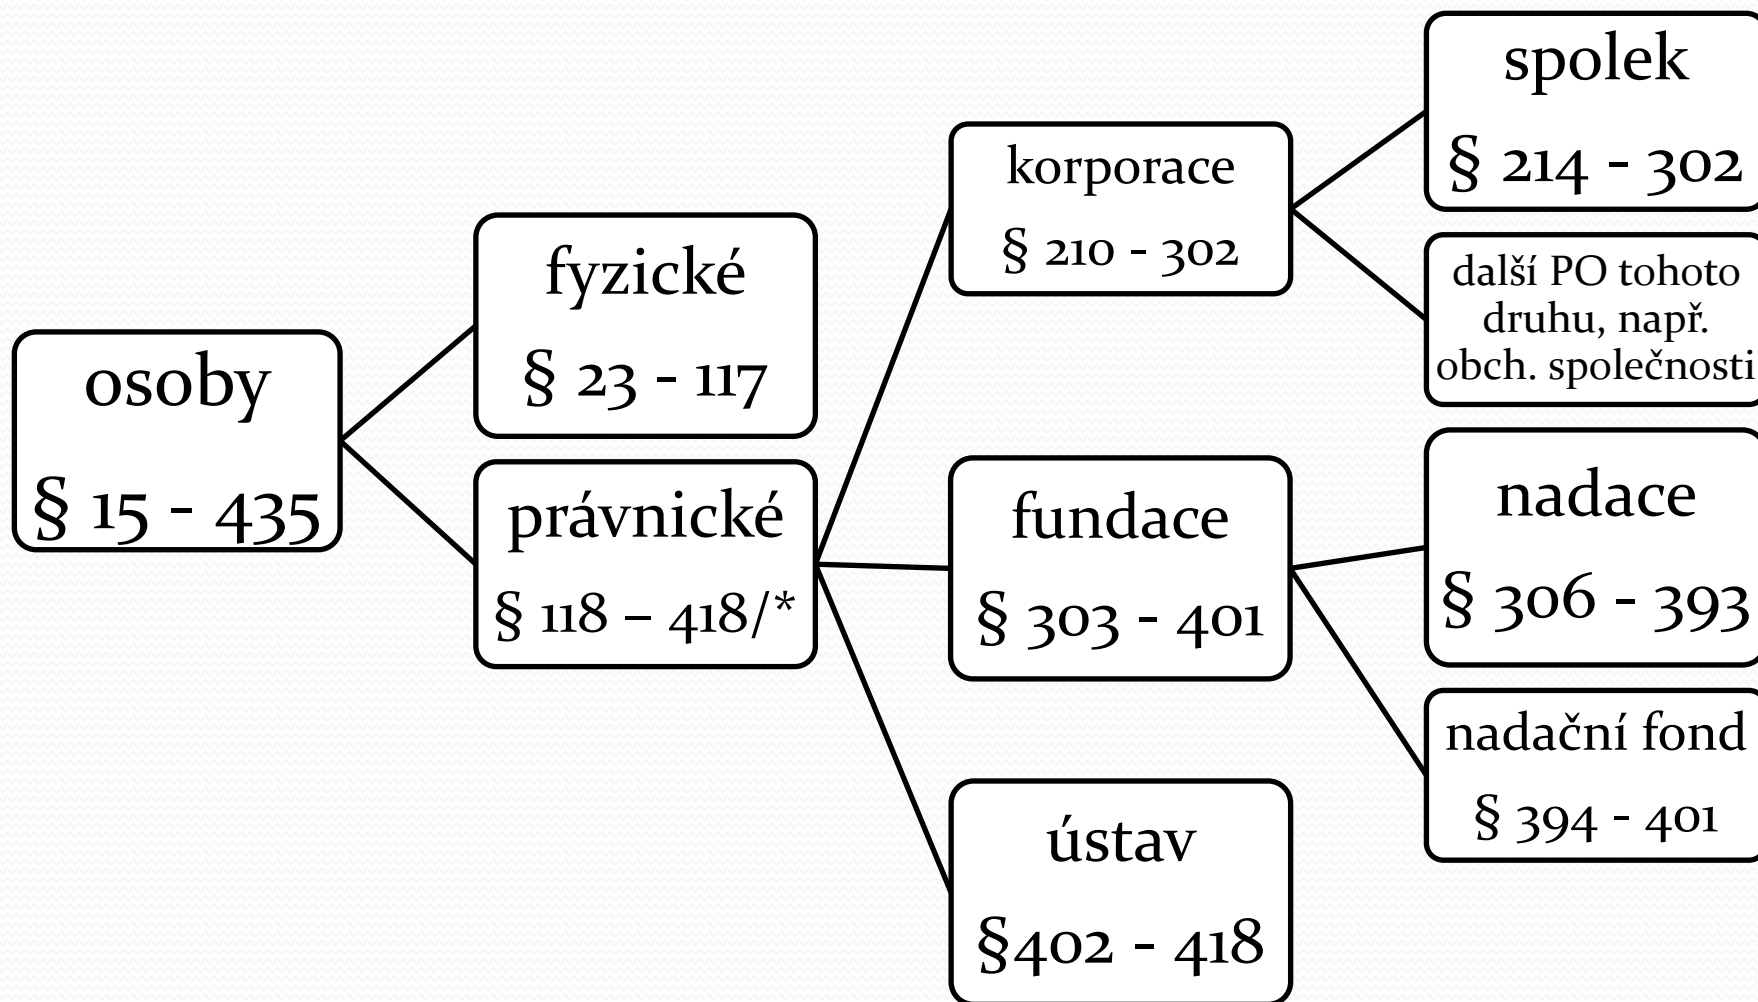 osoby
§ 15 - 435
fyzické
§ 23 - 117
právnické
§ 118 – 418/*
korporace
§ 210 - 302
fundace
§ 303 - 401
ústav
§402 - 418
spolek
§ 214 - 302
další PO tohoto
druhu, např.
obch. společnosti
nadace
§ 306 - 393
nadační fond
§ 394 - 401